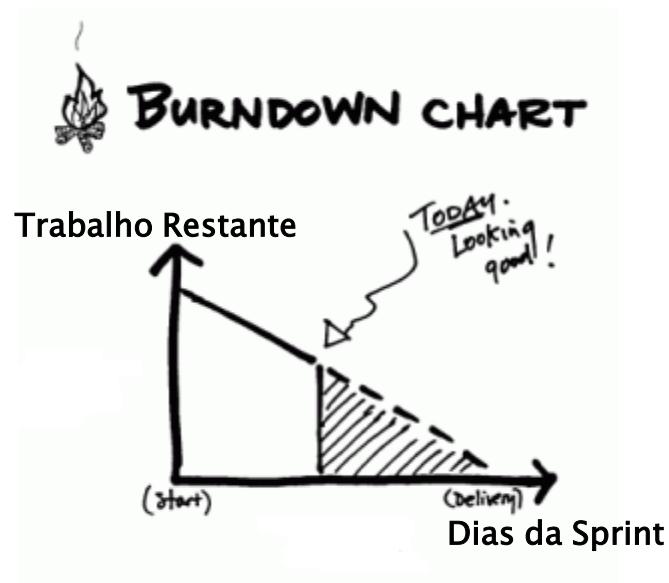 BURNDOWN CHART
Trabalho Restante
TODAY.
Looking
good!
(Start)
(Delivery)
Dias da Sprint